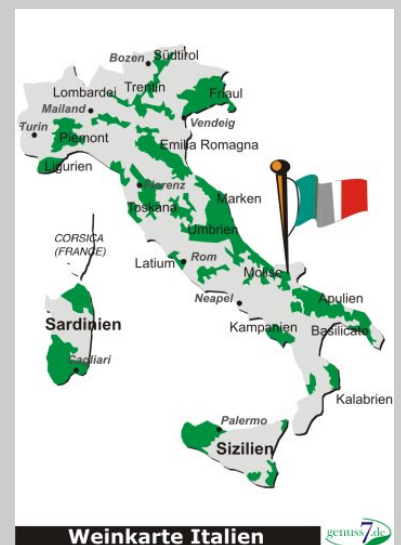 Bozen
Südtirol
Lombardei
Trentin
Friaul
Mailand
Vendeig
Turin
Piemont
Emilia Romagna
Ligurien
Florenz
Toskana
Marken
Umbrien
CORSICA
(FRANCE)
Latium
Rom
Molise
Neapel
Apulien
Sardinien
Kampanien
Basilicate
Cagliari
Kalabrien
Palermo
Sizilien
Weinkarte Italien
genuss7.de